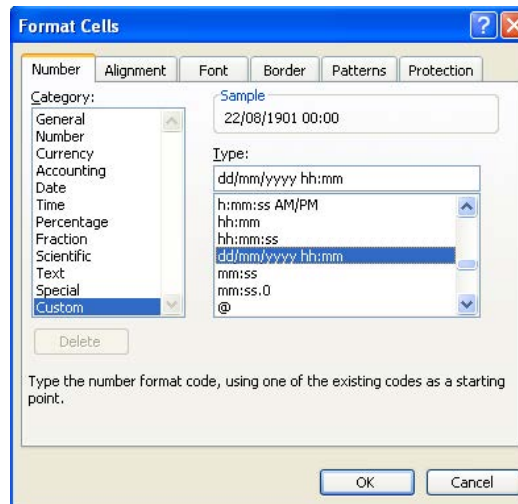 Format Cells
Number Alignment Font Border Patterns Protection
Category:
General
Number
Currency
Accounting
Date
Time
Percentage
Fraction
Scientific
Text
Special
Custom
Sample
22/08/1901 00:00
Type:
dd/mm/yyyy hh:mm
h:mm:ss AM/PM
hh:mm
hh:mm:ss
dd/mm/yyyy hh:mm
mm:ss
mm:ss.0
@
Delete
Type the number format code, using one of the existing codes as a starting
point.
OK Cancel